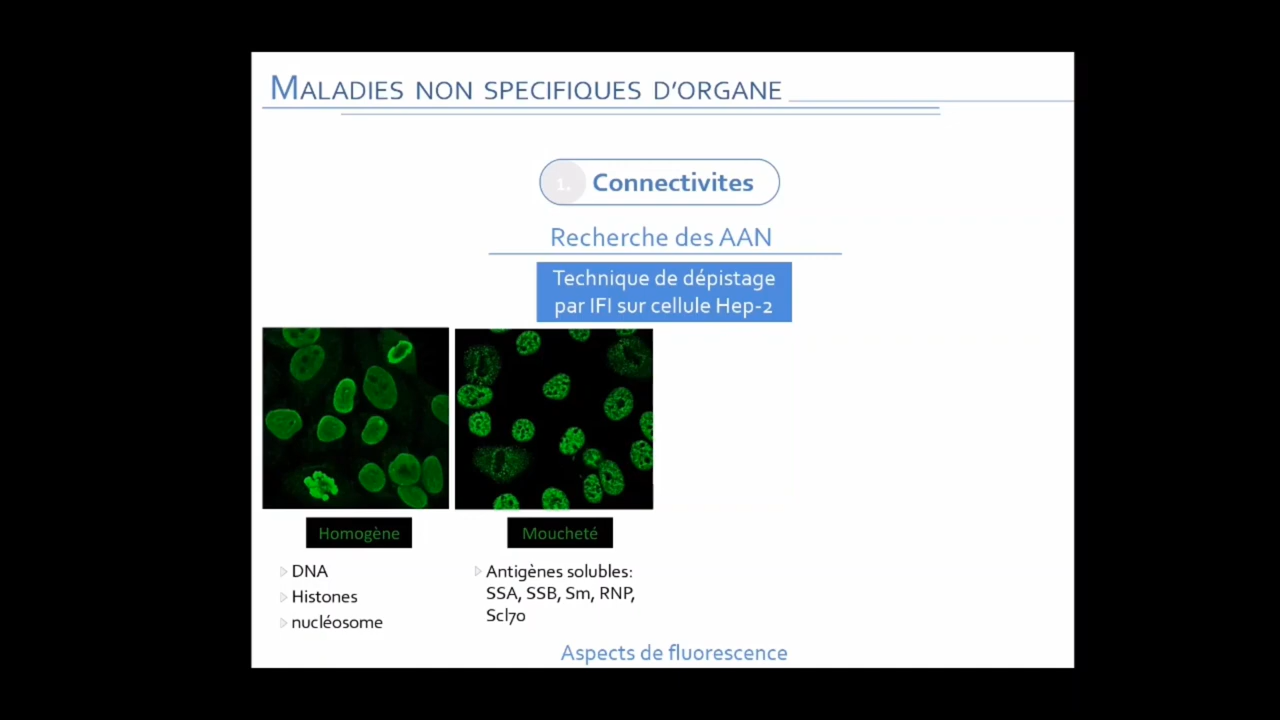 MALADIES NON SPECIFIQUES D'ORGANE
1. Connectivites
Recherche des AAN
Technique de dépistage
par IFI sur cellule Hep-2
Homogène
Moucheté
DNA
Histones
nucléosome
Antigènes solubles:
SSA, SSB, Sm, RNP,
Scl70
Aspects de fluorescence